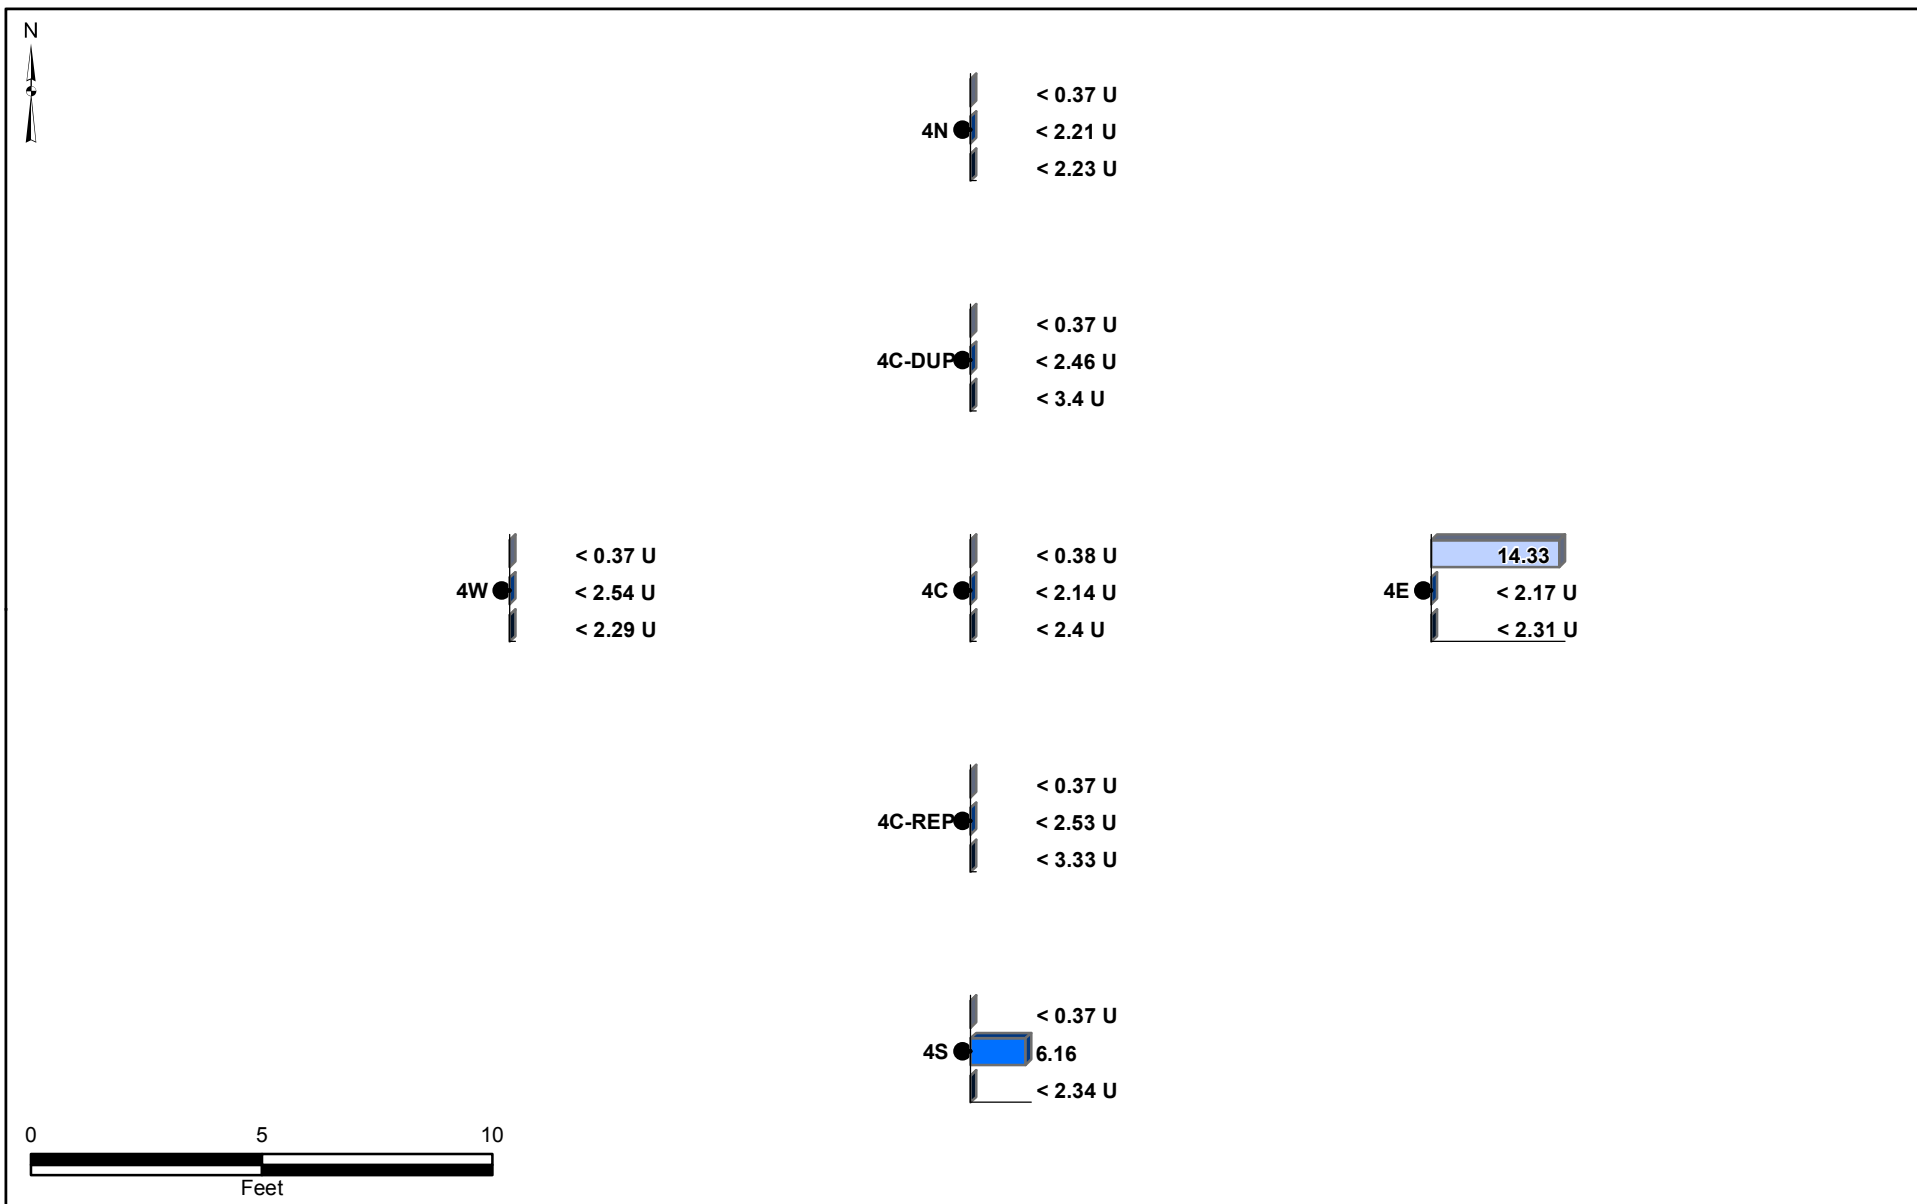 N
< 0.37 U
4N < 2.21 U
< 2.23 U
< 0.37 U
4C-DUP < 2.46 U
< 3.4 U
< 0.37 U
4W < 2.54 U
< 2.29 U
< 0.38 U
4C < 2.14 U
< 2.4 U
14.33
4E < 2.17 U
< 2.31 U
< 0.37 U
4C-REP < 2.53 U
< 3.33 U
< 0.37 U
4S 6.16
< 2.34 U
0 5 10
Feet